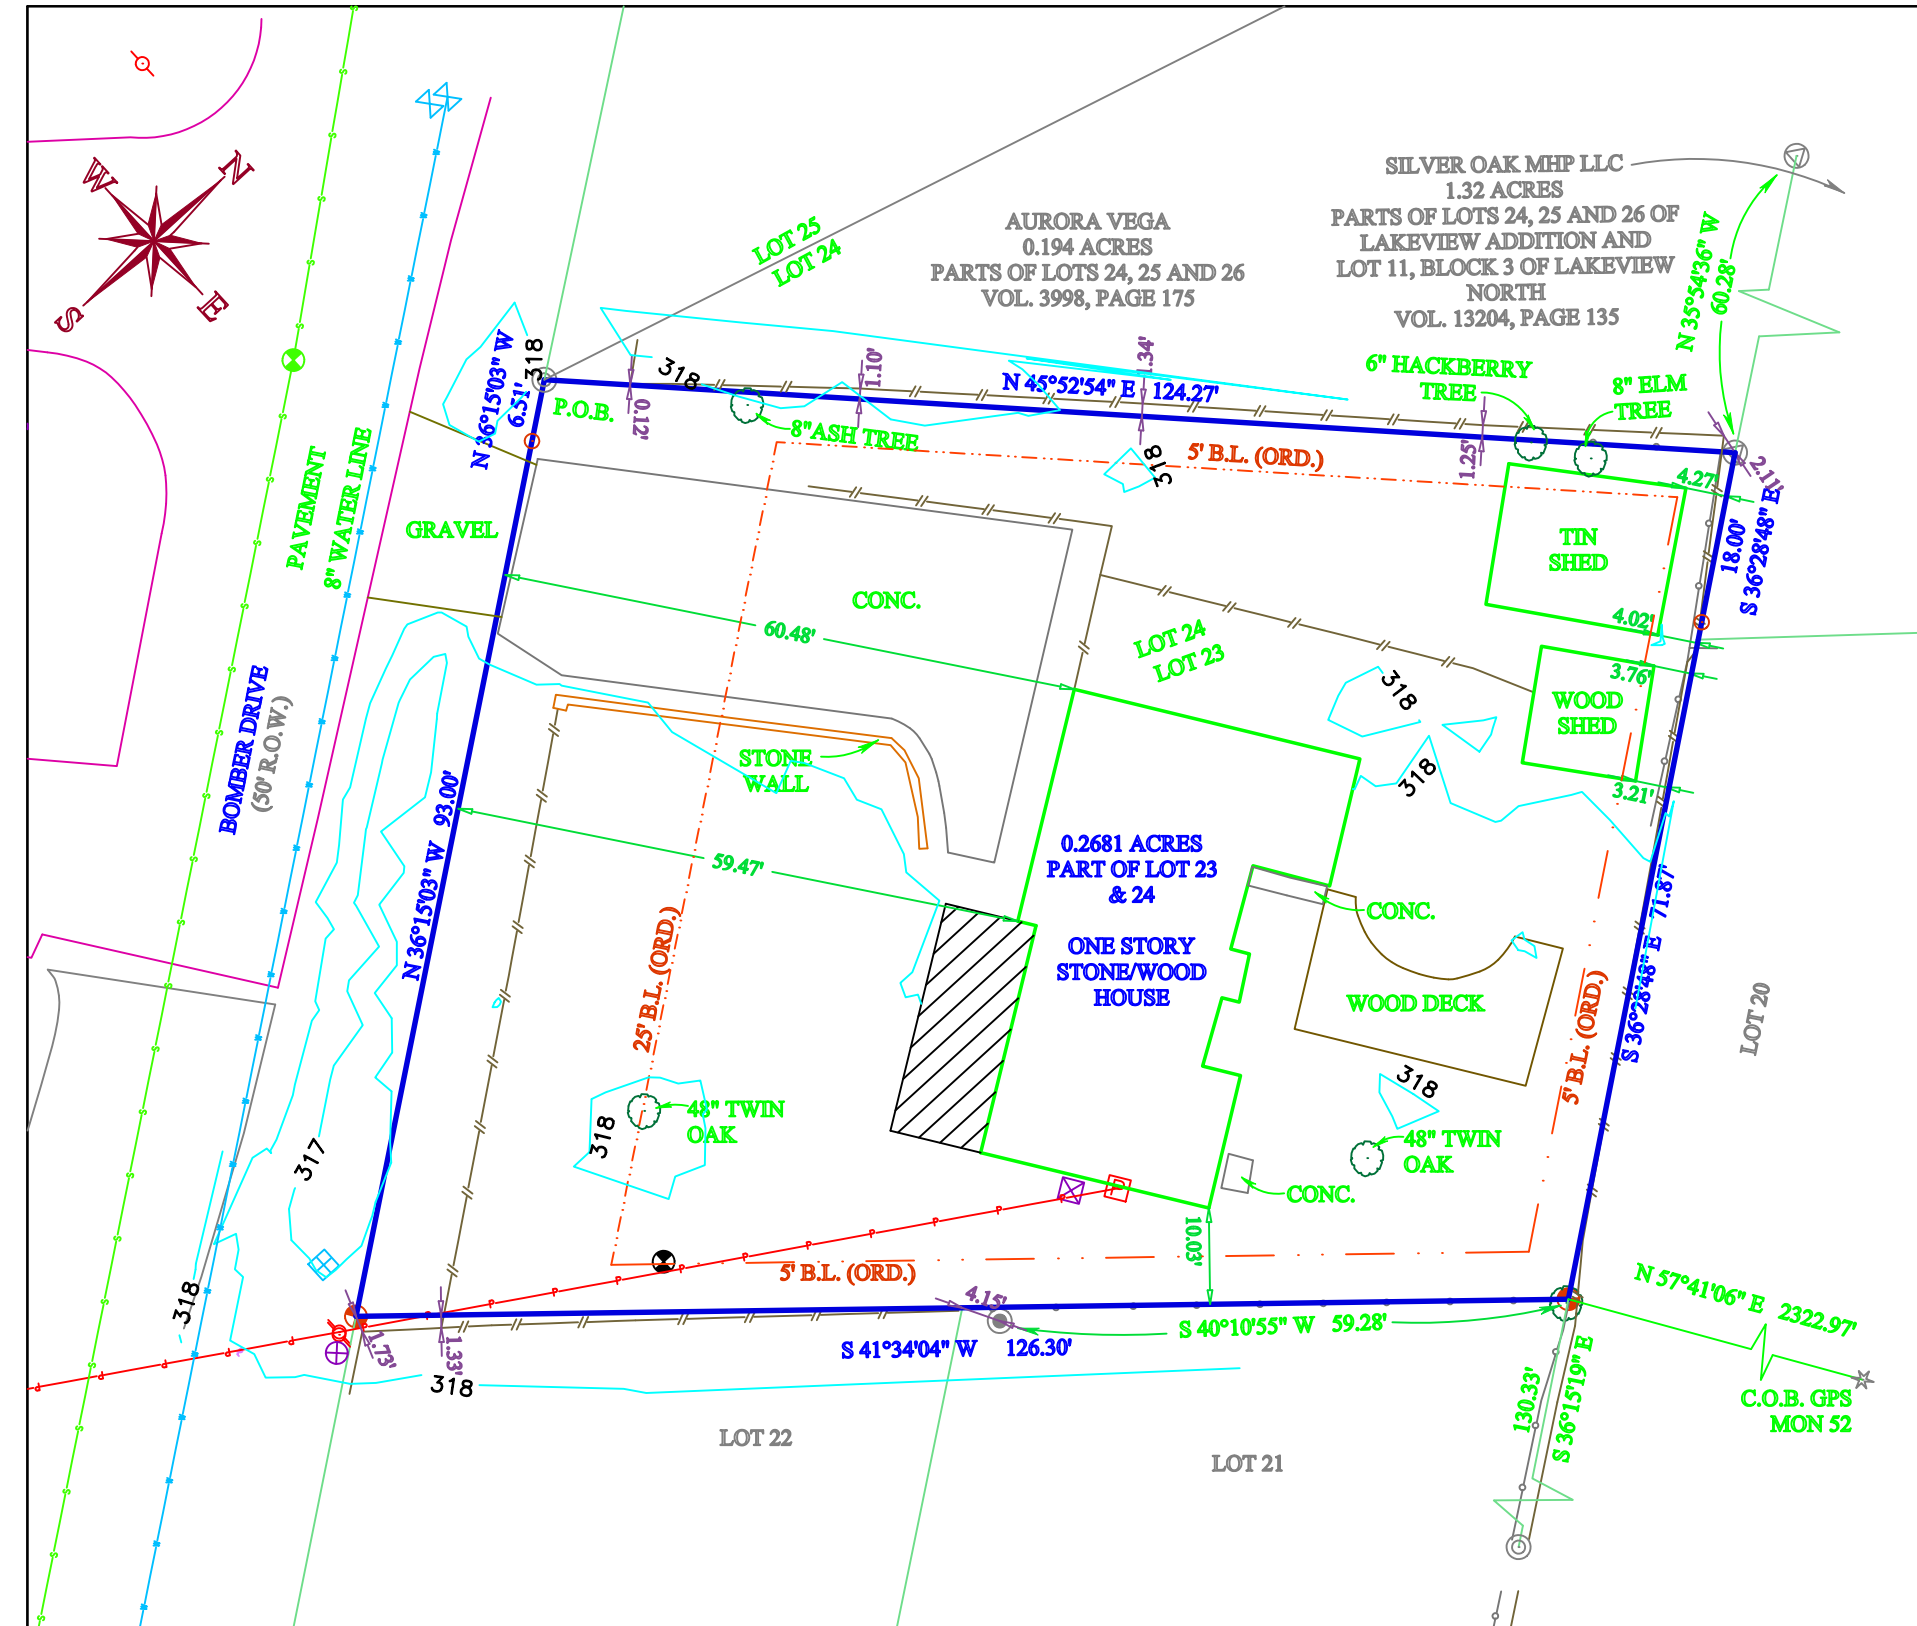 W
N
S
E
SILVER OAK MHP LLC
1.32 ACRES
PARTS OF LOTS 24, 25 AND 26 OF
LAKEVIEW ADDITION AND
LOT 11, BLOCK 3 OF LAKEVIEW
NORTH
VOL. 13204, PAGE 135
AURORA VEGA
0.194 ACRES
PARTS OF LOTS 24, 25 AND 26
VOL. 3998, PAGE 175
LOT 25
LOT 24
N 35°54'36" W
60.28'
N 36°15'03" W
6.51'
318
P.O.B.
318
0.12'
1.10'
N 45°52'54" E 124.27'
1.34'
6" HACKBERRY
TREE
8" ELM
TREE
1.25'
2.11'
8"ASH TREE
5' B.L. (ORD.)
318
4.27'
18.00'
S 36°28'48" E
TIN
SHED
4.02'
3.76'
WOOD
SHED
3.21'
PAVEMENT
8" WATER LINE
GRAVEL
CONC.
60.48'
LOT 24
LOT 23
318
318
BOMBER DRIVE
(50' R.O.W.)
STONE
WALL
N 36°15'03" W 93.00'
59.47'
0.2681 ACRES
PART OF LOT 23
& 24
ONE STORY
STONE/WOOD
HOUSE
CONC.
WOOD DECK
S 36°28'48" E 71.87'
LOT 20
25' B.L. (ORD.)
5' B.L. (ORD.)
318
48" TWIN
OAK
318
48" TWIN
OAK
317
CONC.
P
10.03'
5' B.L. (ORD.)
318
4.15'
S 40°10'55" W 59.28'
S 41°34'04" W 126.30'
1.73'
1.33'
318
N 57°41'06" E 2322.97'
C.O.B. GPS
MON 52
130.33'
S 36°15'19" E
LOT 22
LOT 21